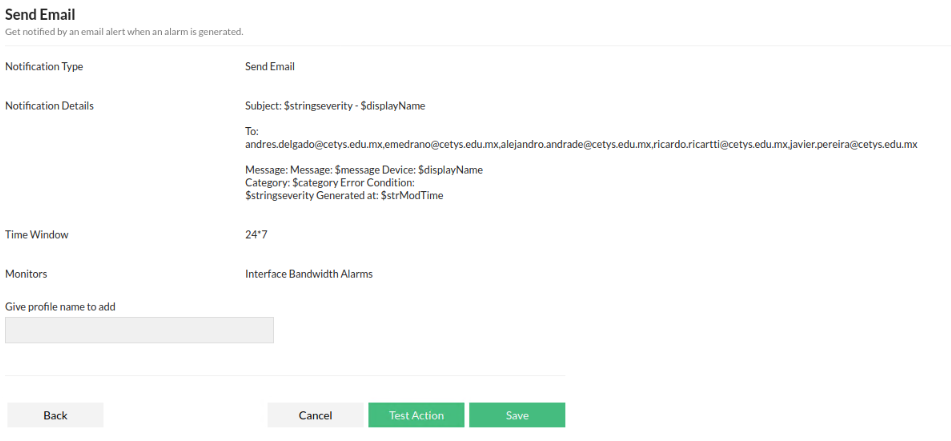 Send Email
Get notified by an email alert when an alarm is generated.
Notification Type
Send Email
Notification Details
Subject: $stringseverity - $displayName
To:
andres.delgado@cetys.edu.mx,emedrano@cetys.edu.mx,alejandro.andrade@cetys.edu.mx,ricardo.ricartti@cetys.edu.mx,javier.pereira@cetys.edu.mx
Message: Message: $message Device: $displayName
Category: $category Error Condition:
$stringseverity Generated at: $strModTime
Time Window
24*7
Monitors
Interface Bandwidth Alarms
Give profile name to add
Back
Cancel
Test Action
Save